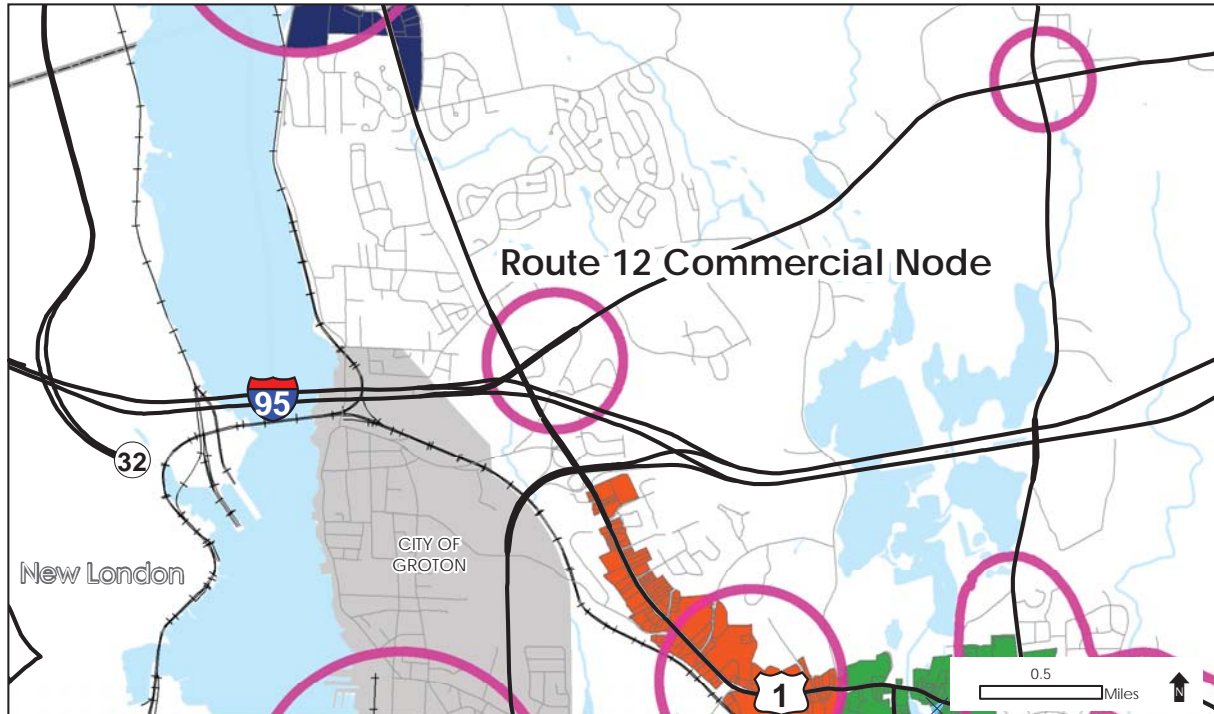 Route 12 Commercial Node
95
32
CITY OF
GROTON
New London
1
0.5
Miles
N